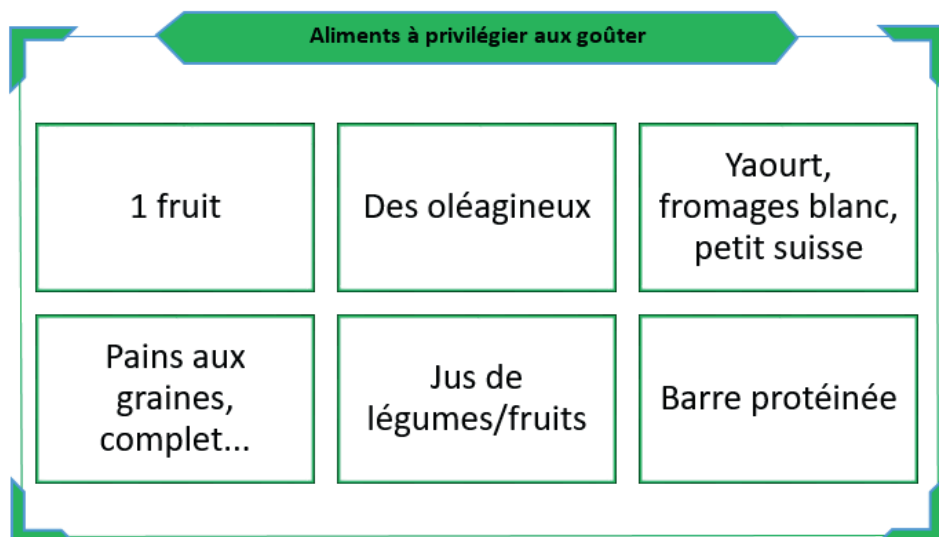 Aliments à privilégier aux goûter
1 fruit
Des oléagineux
Yaourt,
fromages blanc,
petit suisse
Pains aux
graines,
complet...
Jus de
légumes/fruits
Barre protéinée